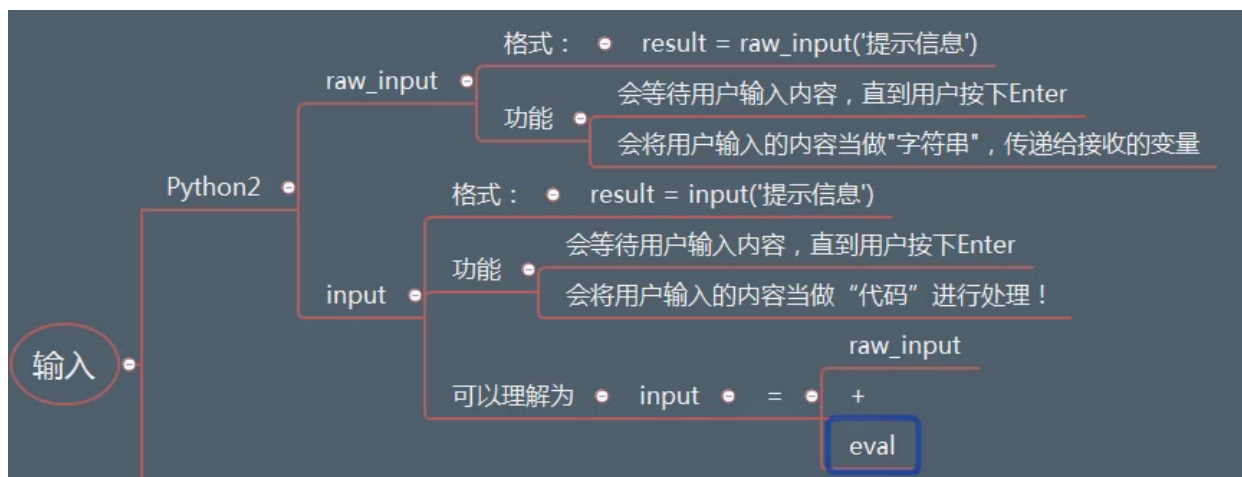 格式： result = raw_input('提示信息')
raw_input
会等待用户输入内容，直到用户按下Enter
功能
会将用户输入的内容当做"字符串"，传递给接收的变量
Python2
格式： result = input('提示信息')
会等待用户输入内容，直到用户按下Enter
功能
input
会将用户输入的内容当做“代码”进行处理！
raw_input
输入
可以理解为 input = +
eval